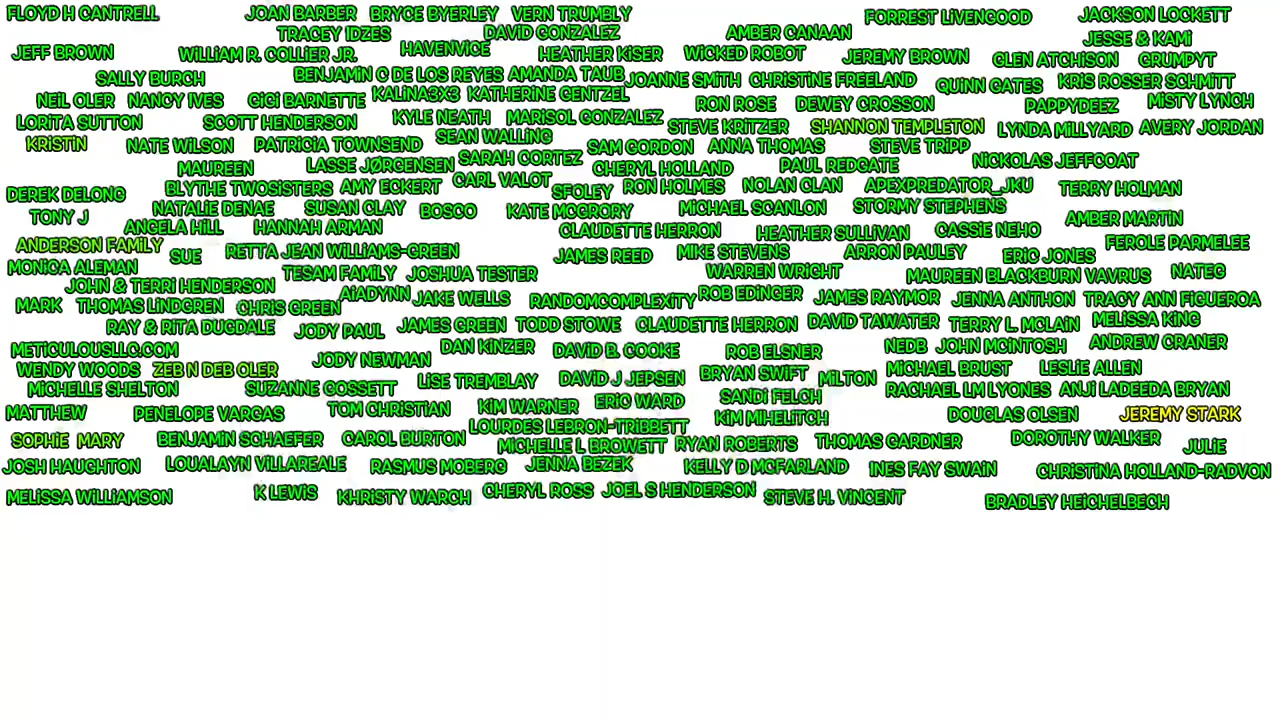 FLOYD H CANTRELL JOAN BARBER BRYCE BYERLEY VERN TRUMBLY FORREST LIVENGOOD JACKSON LOCKETT
TRACEY IDZES DAVID GONZALEZ AMBER CANAAN JESSE & KAMI
JEFF BROWN WILLIAM R. COLLIER JR. HAVENVICE HEATHER KISER WICKED ROBOT JEREMY BROWN GLEN ATCHISON GRUMPYT
SALLY BURCH BENJAMIN C DE LOS REYES AMANDA TAUB JOANNE SMITH CHRISTINE FREELAND QUINN GATES KRIS ROSSER SCHMITT
NEIL OLER NANCY IVES GIGI BARNETTE KALINA3X3 KATHERINE GENTZEL RON ROSE DEWEY CROSSON PAPPYDEEZ MISTY LYNCH
LORITA SUTTON SCOTT HENDERSON KYLE NEATH MARISOL GONZALEZ STEVE KRITZER SHANNON TEMPLETON LYNDA MILLYARD AVERY JORDAN
KRISTIN NATE WILSON PATRICIA TOWNSEND SEAN WALLING SAM GORDON ANNA THOMAS STEVE TRIPP
MAUREEN LASSE JØRGENSEN SARAH CORTEZ CHERYL HOLLAND PAUL REDGATE NICKOLAS JEFFCOAT
DEREK DELONG BLYTHE TWOSISTERS AMY ECKERT CARL VALOT SFOLEY RON HOLMES NOLAN CLAN APEXPREDATOR_JKU TERRY HOLMAN
TONY J NATALIE DENAE SUSAN CLAY BOSCO KATE MCGRORY MICHAEL SCANLON STORMY STEPHENS AMBER MARTIN
ANGELA HILL HANNAH ARMAN CLAUDETTE HERRON HEATHER SULLIVAN CASSIE NEHO
ANDERSON FAMILY SUE RETTA JEAN WILLIAMS-GREEN JAMES REED MIKE STEVENS ARRON PAULEY ERIC JONES FEROLE PARMELEE
MONICA ALEMAN TESAM FAMILY JOSHUA TESTER WARREN WRIGHT MAUREEN BLACKBURN VAVRUS NATEG
JOHN & TERRI HENDERSON AIADYNN JAKE WELLS RANDOMCOMPLEXITY ROB EDINGER JAMES RAYMOR JENNA ANTHON TRACY ANN FIGUEROA
MARK THOMAS LINDGREN CHRIS GREEN
RAY & RITA DUGDALE JODY PAUL JAMES GREEN TODD STOWE CLAUDETTE HERRON DAVID TAWATER TERRY L. MCLAIN MELISSA KING
METICULOUSLLC.COM DAN KINZER DAVID B. COOKE ROB ELSNER NEDB JOHN MCINTOSH ANDREW CRANER
WENDY WOODS ZEB N DEB OLER JODY NEWMAN BRYAN SWIFT MICHAEL BRUST LESLIE ALLEN
MICHELLE SHELTON SUZANNE GOSSETT LISE TREMBLAY DAVID J JEPSEN MILTON RACHAEL LM LYONES ANJI LADEEDA BRYAN
MATTHEW PENELOPE VARGAS TOM CHRISTIAN KIM WARNER ERIC WARD SANDI FELCH DOUGLAS OLSEN JEREMY STARK
LOURDES LEBRON-TRIBBETT KIM MIHELITCH
SOPHIE MARY BENJAMIN SCHAEFER CAROL BURTON MICHELLE L BROWETT RYAN ROBERTS THOMAS GARDNER DOROTHY WALKER JULIE
JOSH HAUGHTON LOUALAYN VILLAREALE RASMUS MOBERG JENNA BEZEK KELLY D MCFARLAND INES FAY SWAIN CHRISTINA HOLLAND-RADVON
MELISSA WILLIAMSON K LEWIS KHRISTY WARCH CHERYL ROSS JOEL S HENDERSON STEVE H. VINCENT BRADLEY HEICHELBECH